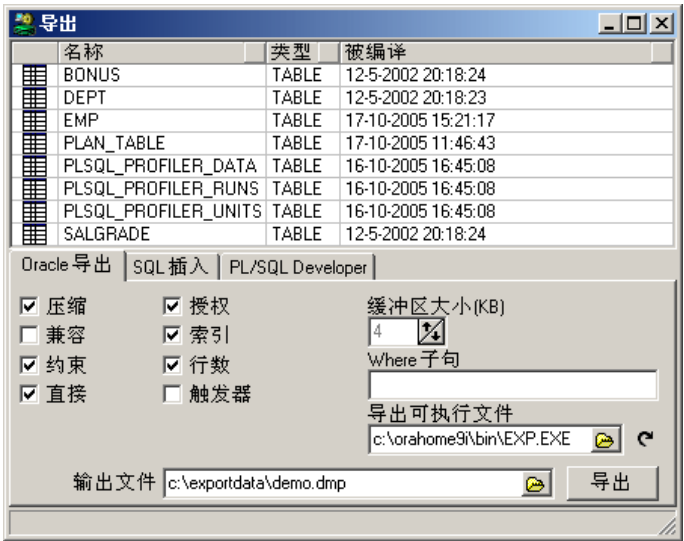 导出
名称 类型 被编译
BONUS TABLE 12-5-2002 20:18:24
DEPT TABLE 12-5-2002 20:18:23
EMP TABLE 17-10-2005 15:21:17
PLAN_TABLE TABLE 17-10-2005 11:46:43
PLSQL_PROFILER_DATA TABLE 16-10-2005 16:45:08
PLSQL_PROFILER_RUNS TABLE 16-10-2005 16:45:08
PLSQL_PROFILER_UNITS TABLE 16-10-2005 16:45:08
SALGRADE TABLE 12-5-2002 20:18:24
Oracle 导出 SQL 插入 PL/SQL Developer
压缩 授权 缓冲区大小(KB)
兼容 索引 4
约束 行数 Where 子句
直接 触发器
导出可执行文件
c:\orahome9i\bin\EXP.EXE
输出文件 c:\exportdata\demo.dmp 导出